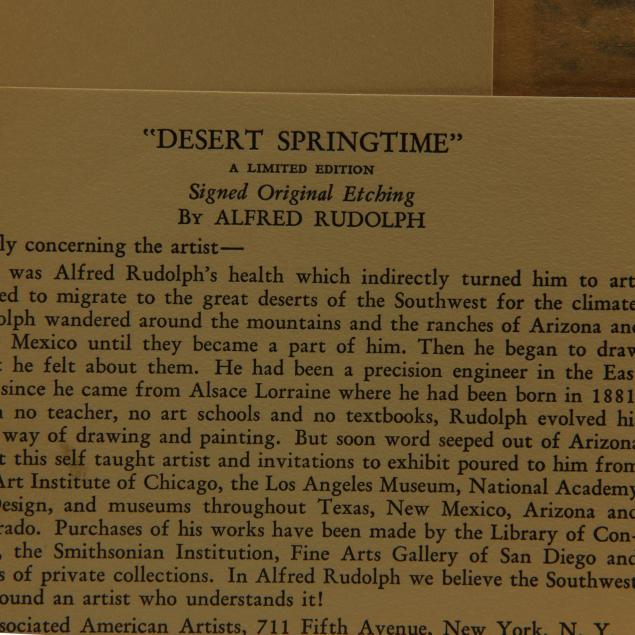 "DESERT SPRINGTIME"
A LIMITED EDITION
Signed Original Etching
By ALFRED RUDOLPH
ly concerning the artist—
was Alfred Rudolph's health which indirectly turned him to art
ed to migrate to the great deserts of the Southwest for the climate
olph wandered around the mountains and the ranches of Arizona and
Mexico until they became a part of him. Then he began to draw
t he felt about them. He had been a precision engineer in the East
since he came from Alsace Lorraine where he had been born in 1881
n no teacher, no art schools and no textbooks, Rudolph evolved hi
way of drawing and painting. But soon word seeped out of Arizona
t this self taught artist and invitations to exhibit poured to him from
Art Institute of Chicago, the Los Angeles Museum, National Academy
Design, and museums throughout Texas, New Mexico, Arizona and
rado. Purchases of his works have been made by the Library of Con-
, the Smithsonian Institution, Fine Arts Gallery of San Diego and
s of private collections. In Alfred Rudolph we believe the Southwest
ound an artist who understands it!
sociated American Artists, 711 Fifth Avenue, New York, N. Y